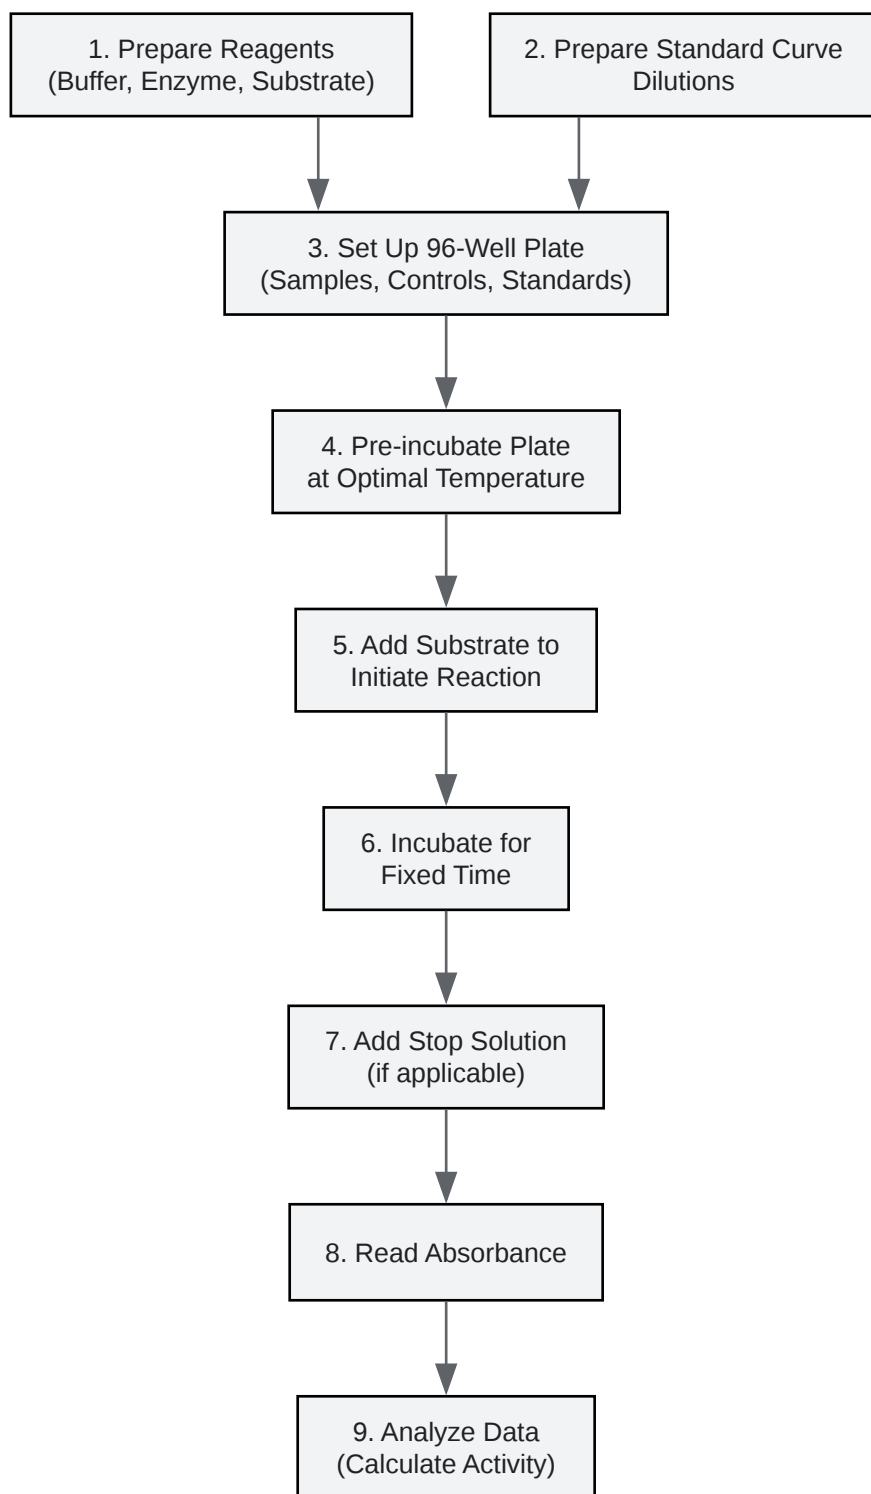 1. Prepare Reagents
(Buffer, Enzyme, Substrate)
2. Prepare Standard Curve
Dilutions
3. Set Up 96-Well Plate
(Samples, Controls, Standards)
4. Pre-incubate Plate
at Optimal Temperature
5. Add Substrate to
Initiate Reaction
6. Incubate for
Fixed Time
7. Add Stop Solution
(if applicable)
8. Read Absorbance
9. Analyze Data
(Calculate Activity)